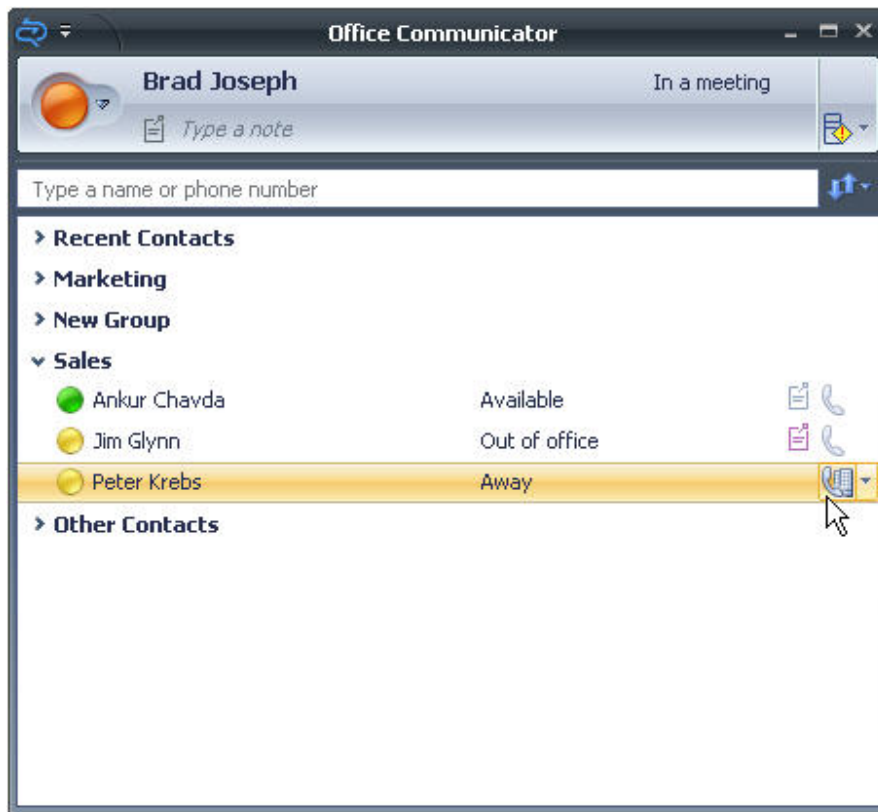 Office Communicator
Brad Joseph In a meeting
Type a note
Type a name or phone number
Recent Contacts
Marketing
New Group
Sales
Ankur Chavda Available
Jim Glynn Out of office
Peter Krebs Away
Other Contacts